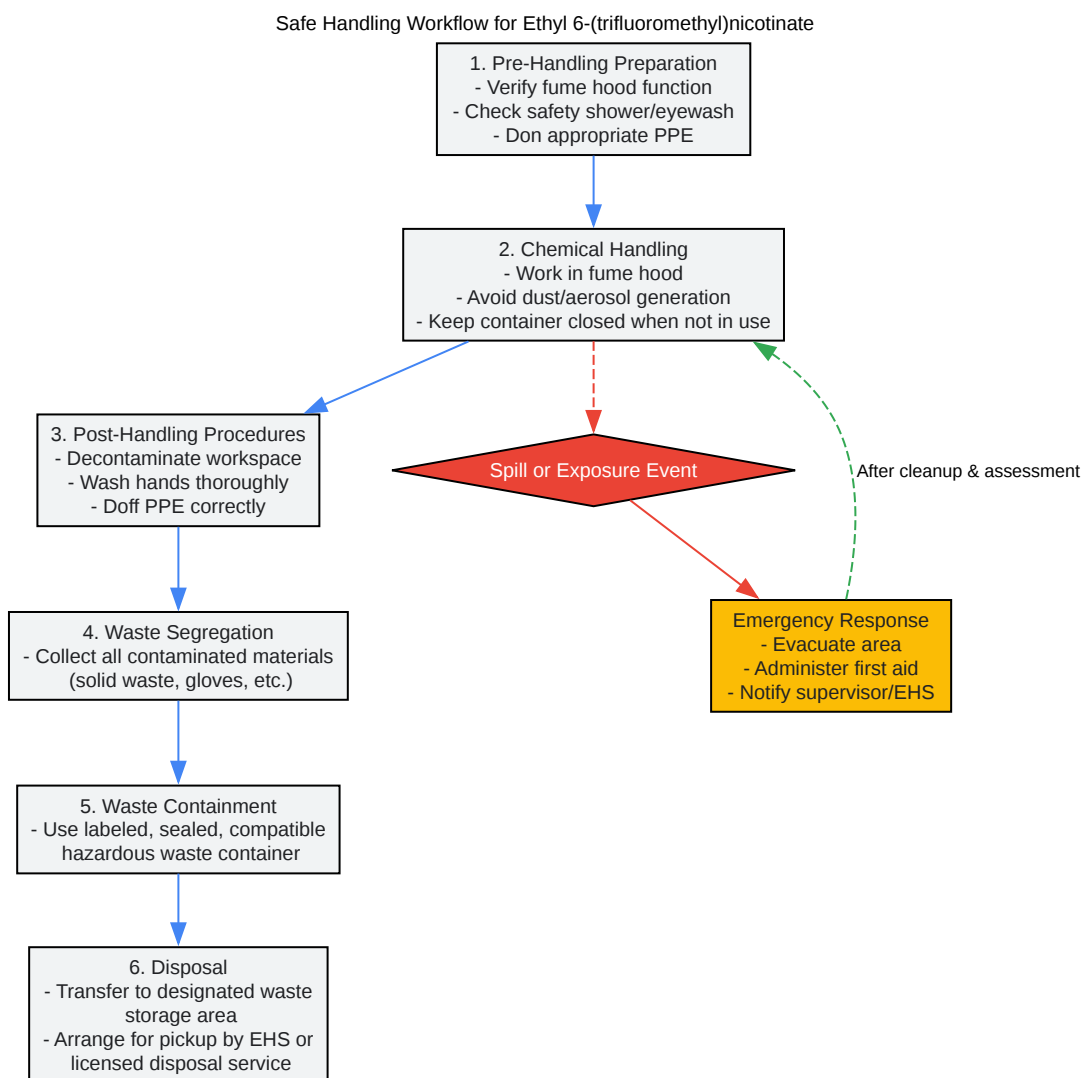 Safe Handling Workflow for Ethyl 6-(trifluoromethyl)nicotinate
1. Pre-Handling Preparation
- Verify fume hood function
- Check safety shower/eyewash
- Don appropriate PPE
2. Chemical Handling
- Work in fume hood
- Avoid dust/aerosol generation
- Keep container closed when not in use
3. Post-Handling Procedures
- Decontaminate workspace
- Wash hands thoroughly
- Doff PPE correctly
Spill or Exposure Event
After cleanup & assessment
Emergency Response
- Evacuate area
- Administer first aid
- Notify supervisor/EHS
4. Waste Segregation
- Collect all contaminated materials
(solid waste, gloves, etc.)
5. Waste Containment
- Use labeled, sealed, compatible
hazardous waste container
6. Disposal
- Transfer to designated waste
storage area
- Arrange for pickup by EHS or
licensed disposal service